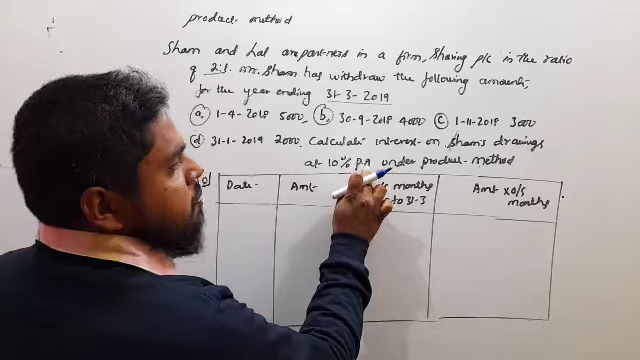 product method
Sham and Lal are partners in a firm, Sharing p/c in the ratio
of 2:1. Mr. Sham has withdraw the following amounts
for the year ending 31-3-2019
(a) 1-4-2018 5000, (b) 30-9-2018 4000 (c) 1-11-2018 3000
(d) 31-1-2019 2000. Calculate interest on Sham's drawings
at 10% P.A under product method
Date Amt months Amt x O/s
to 31-3 months